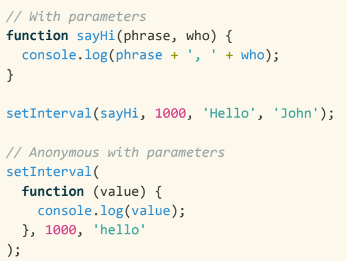 // With parameters
function sayHi(phrase, who) {
  console.log(phrase + ', ' + who);
}

setInterval(sayHi, 1000, 'Hello', 'John');

// Anonymous with parameters
setInterval(
  function (value) {
    console.log(value);
  }, 1000, 'hello'
);